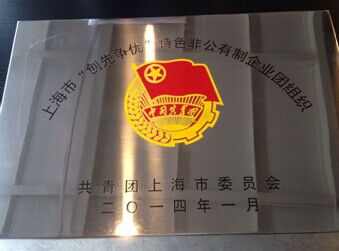 上海市“创先争优”特色非公有制企业团组织
中国共青团
共青团上海市委员会
二〇一四年一月